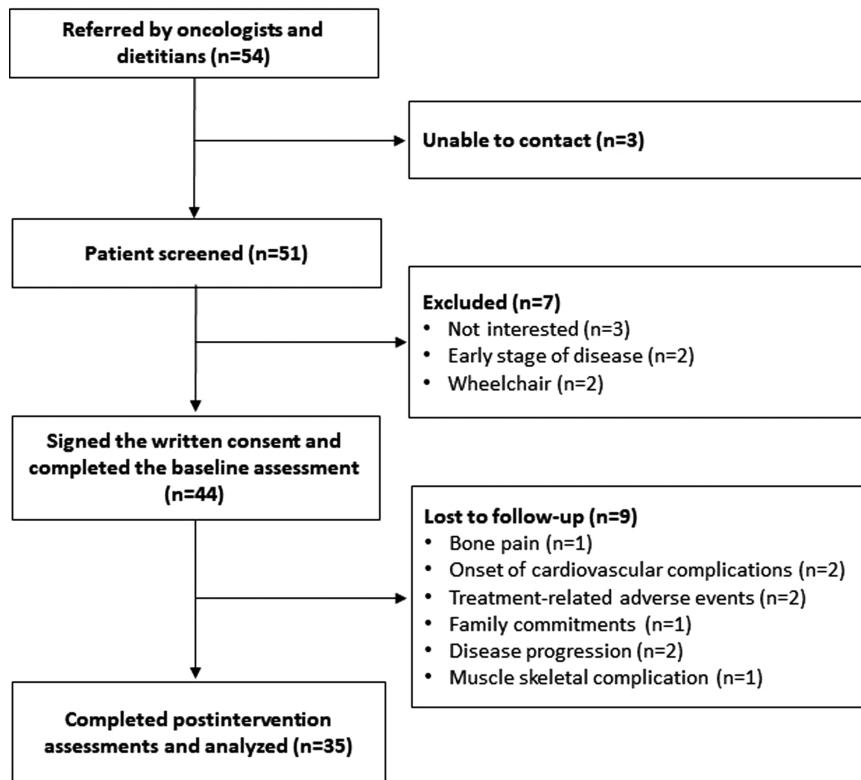 Referred by oncologists and
dietitians (n=54)
Unable to contact (n=3)
Patient screened (n=51)
Excluded (n=7)
• Not interested (n=3)
• Early stage of disease (n=2)
• Wheelchair (n=2)
Signed the written consent and
completed the baseline assessment
(n=44)
Lost to follow-up (n=9)
• Bone pain (n=1)
• Onset of cardiovascular complications (n=2)
• Treatment-related adverse events (n=2)
• Family commitments (n=1)
• Disease progression (n=2)
• Muscle skeletal complication (n=1)
Completed postintervention
assessments and analyzed (n=35)